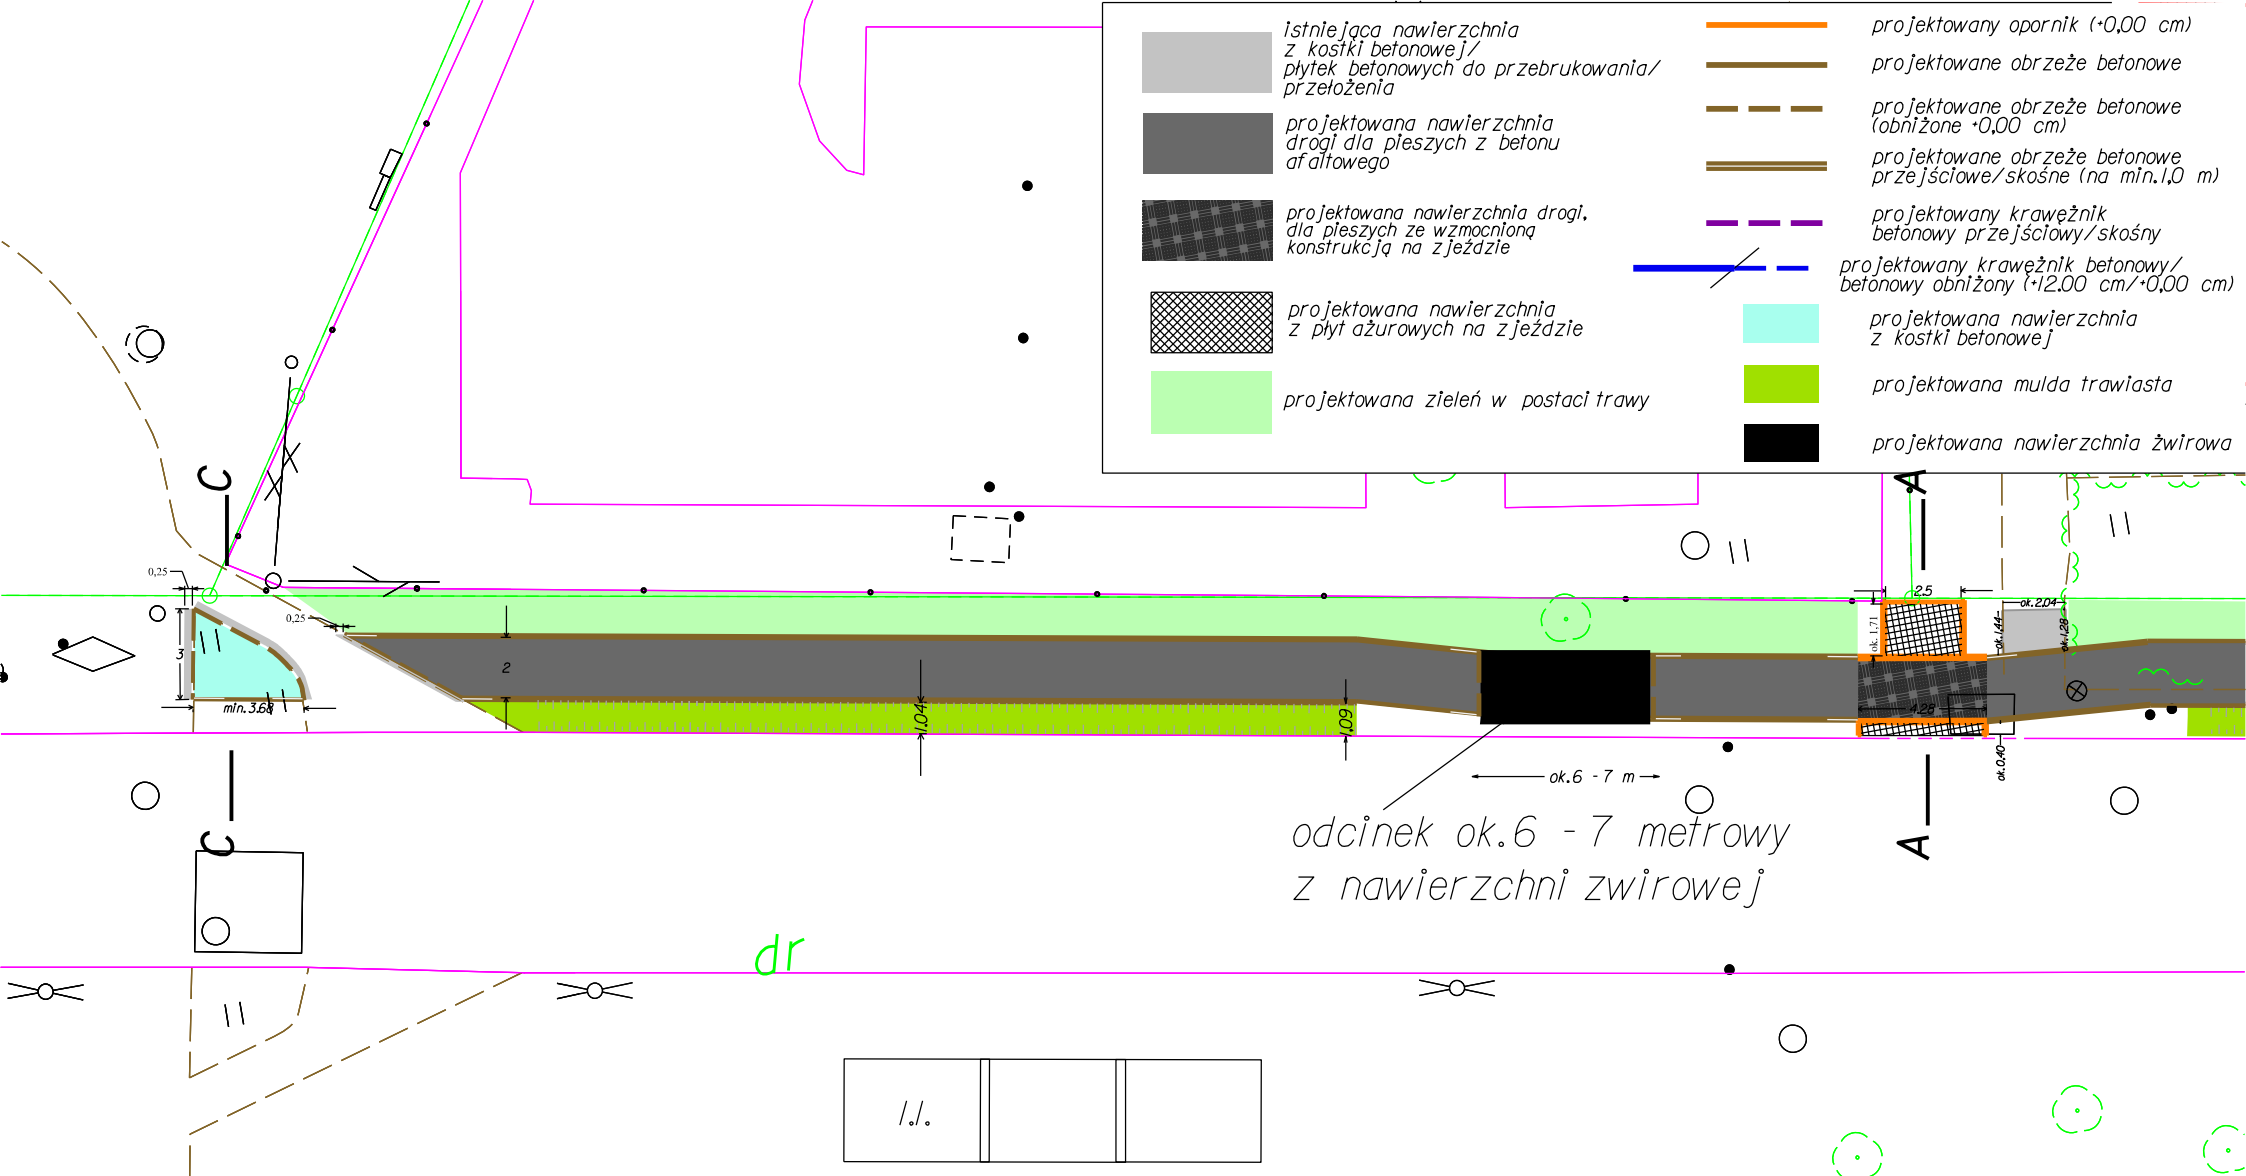 istniejąca nawierzchnia
z kostki betonowej/
płytek betonowych do przebrukowania/
przełożenia
projektowana nawierzchnia
drogi dla pieszych z betonu
afaltowego
projektowana nawierzchnia drogi,
dla pieszych ze wzmocnioną
konstrukcją na zjeździe
projektowana nawierzchnia
z płyt ażurowych na zjeździe
projektowana zieleń w postaci trawy
projektowany opornik (+0,00 cm)
projektowane obrzeże betonowe
projektowane obrzeże betonowe
(obniżone +0,00 cm)
projektowane obrzeże betonowe
przejściowe/skośne (na min.1,0 m)
projektowany krawężnik
betonowy przejściowy/skośny
projektowany krawężnik betonowy/
betonowy obniżony (+12.00 cm/+0,00 cm)
projektowana nawierzchnia
z kostki betonowej
projektowana mulda trawiasta
projektowana nawierzchnia żwirowa
C
A
0,25
0,25
3
min.3.68
2
1.04
1.09
ok. 1,71
2.5
ok.1,44
ok.2.04
ok.1,28
4.28
ok.0.40
ok.6 - 7 m
odcinek ok.6 - 7 metrowy
z nawierzchni zwirowej
C
A
dr
/././